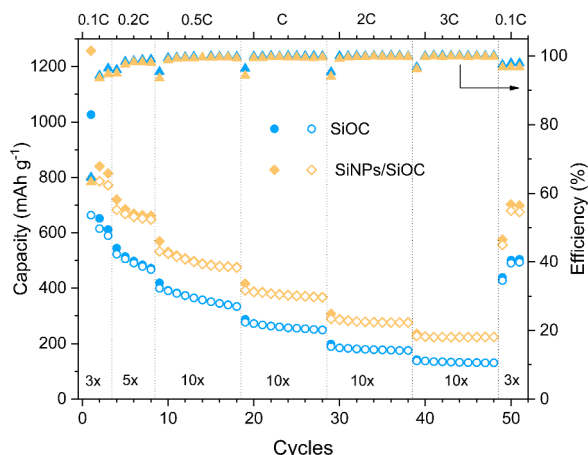 0.1C 0.2C 0.5C C 2C 3C 0.1C
1200
1000
800
600
400
200
0
Capacity (mAh g⁻¹)
SiOC
SiNPs/SiOC
100
80
60
40
20
0
Efficiency (%)
3x 5x 10x 10x 10x 10x 3x
0 10 20 30 40 50
Cycles